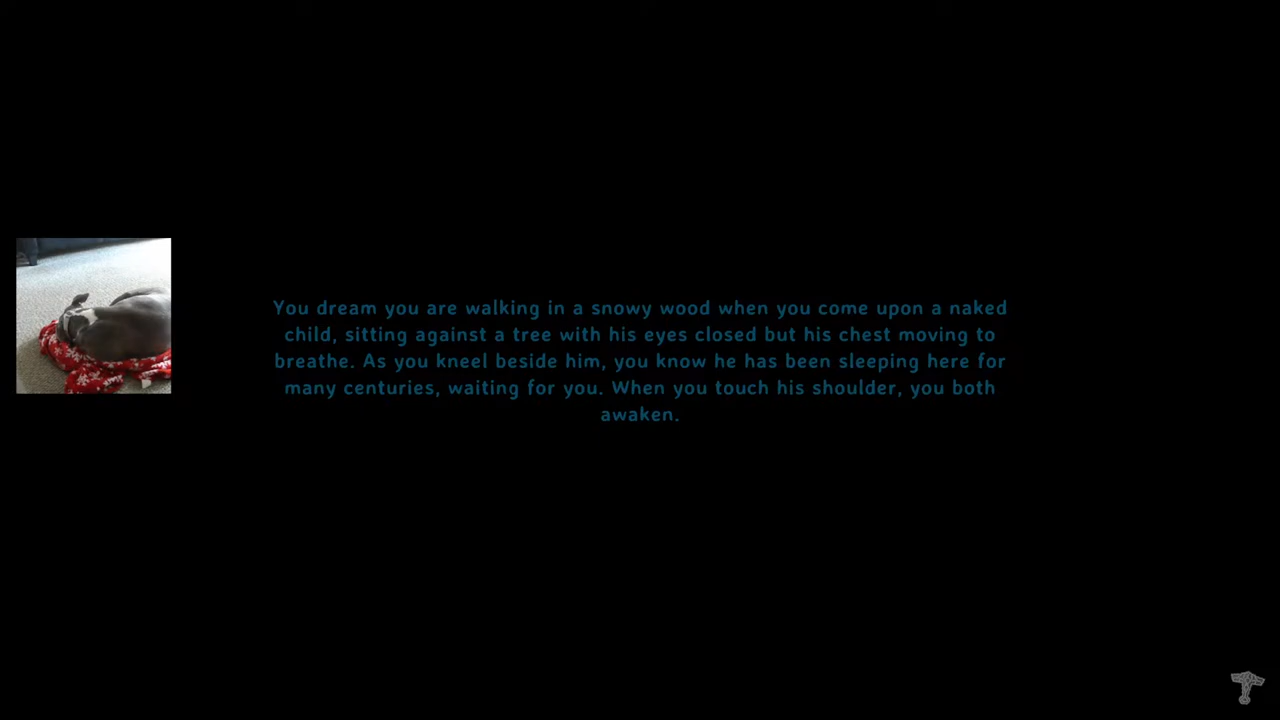 You dream you are walking in a snowy wood when you come upon a naked
child, sitting against a tree with his eyes closed but his chest moving to
breathe. As you kneel beside him, you know he has been sleeping here for
many centuries, waiting for you. When you touch his shoulder, you both
awaken.